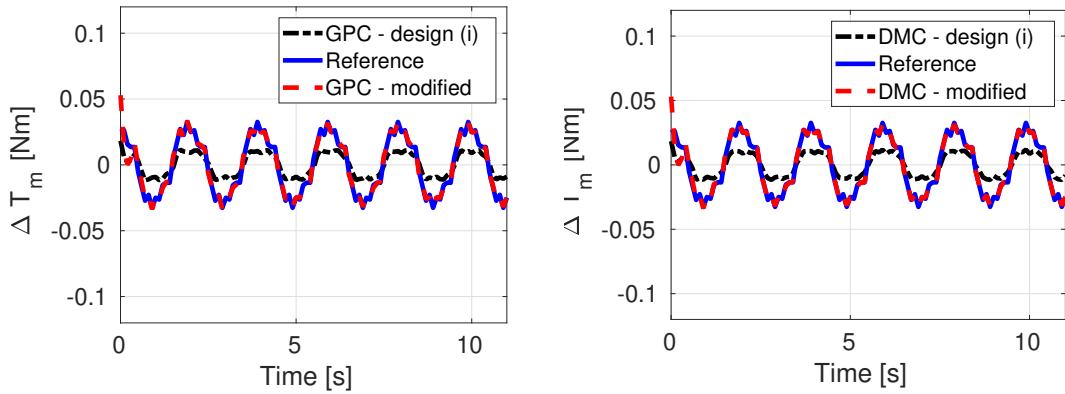 GPC - design (i)
Reference
GPC - modified
0.1
0.05
0
-0.05
-0.1
Δ T m [Nm]
0
5
10
Time [s]
DMC - design (i)
Reference
DMC - modified
0.1
0.05
0
-0.05
-0.1
Δ I m [Nm]
0
5
10
Time [s]